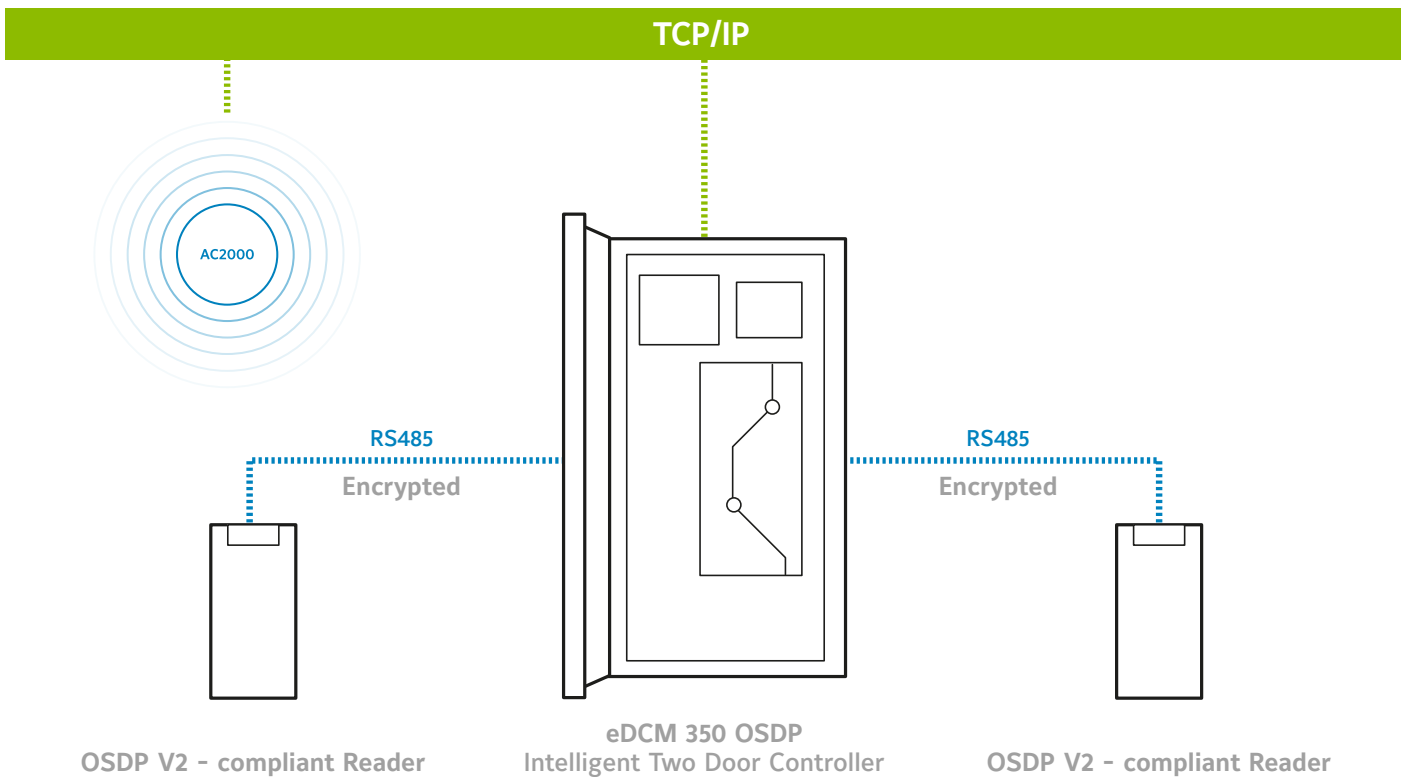 TCP/IP
AC2000
RS485
Encrypted
RS485
Encrypted
OSDP V2 - compliant Reader
eDCM 350 OSDP
Intelligent Two Door Controller
OSDP V2 - compliant Reader